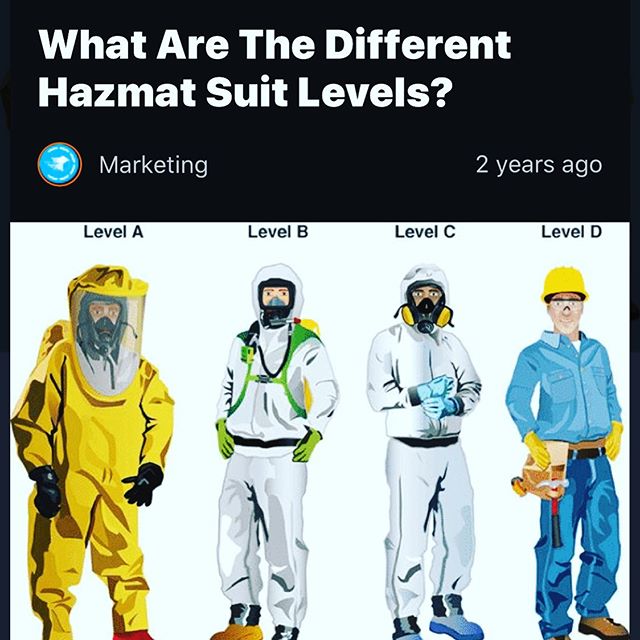 What Are The Different
Hazmat Suit Levels?
Marketing
2 years ago
Level A
Level B
Level C
Level D